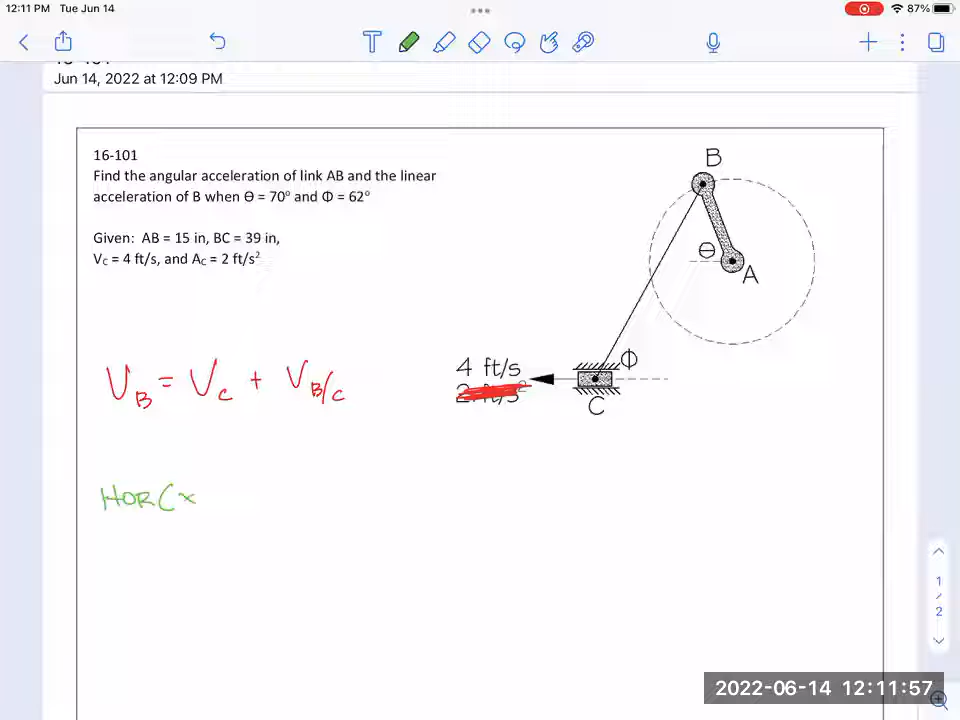 12:11 PM Tue Jun 14
87%
T
Jun 14, 2022 at 12:09 PM
16-101
Find the angular acceleration of link AB and the linear
acceleration of B when Ɵ = 70° and Φ = 62°
Given: AB = 15 in, BC = 39 in,
Vc = 4 ft/s, and Ac = 2 ft/s²
B
Ɵ
A
4 ft/s
Φ
C
V_B = V_C + V_B/C
HOR (x
1
/
2
2022-06-14 12:11:57